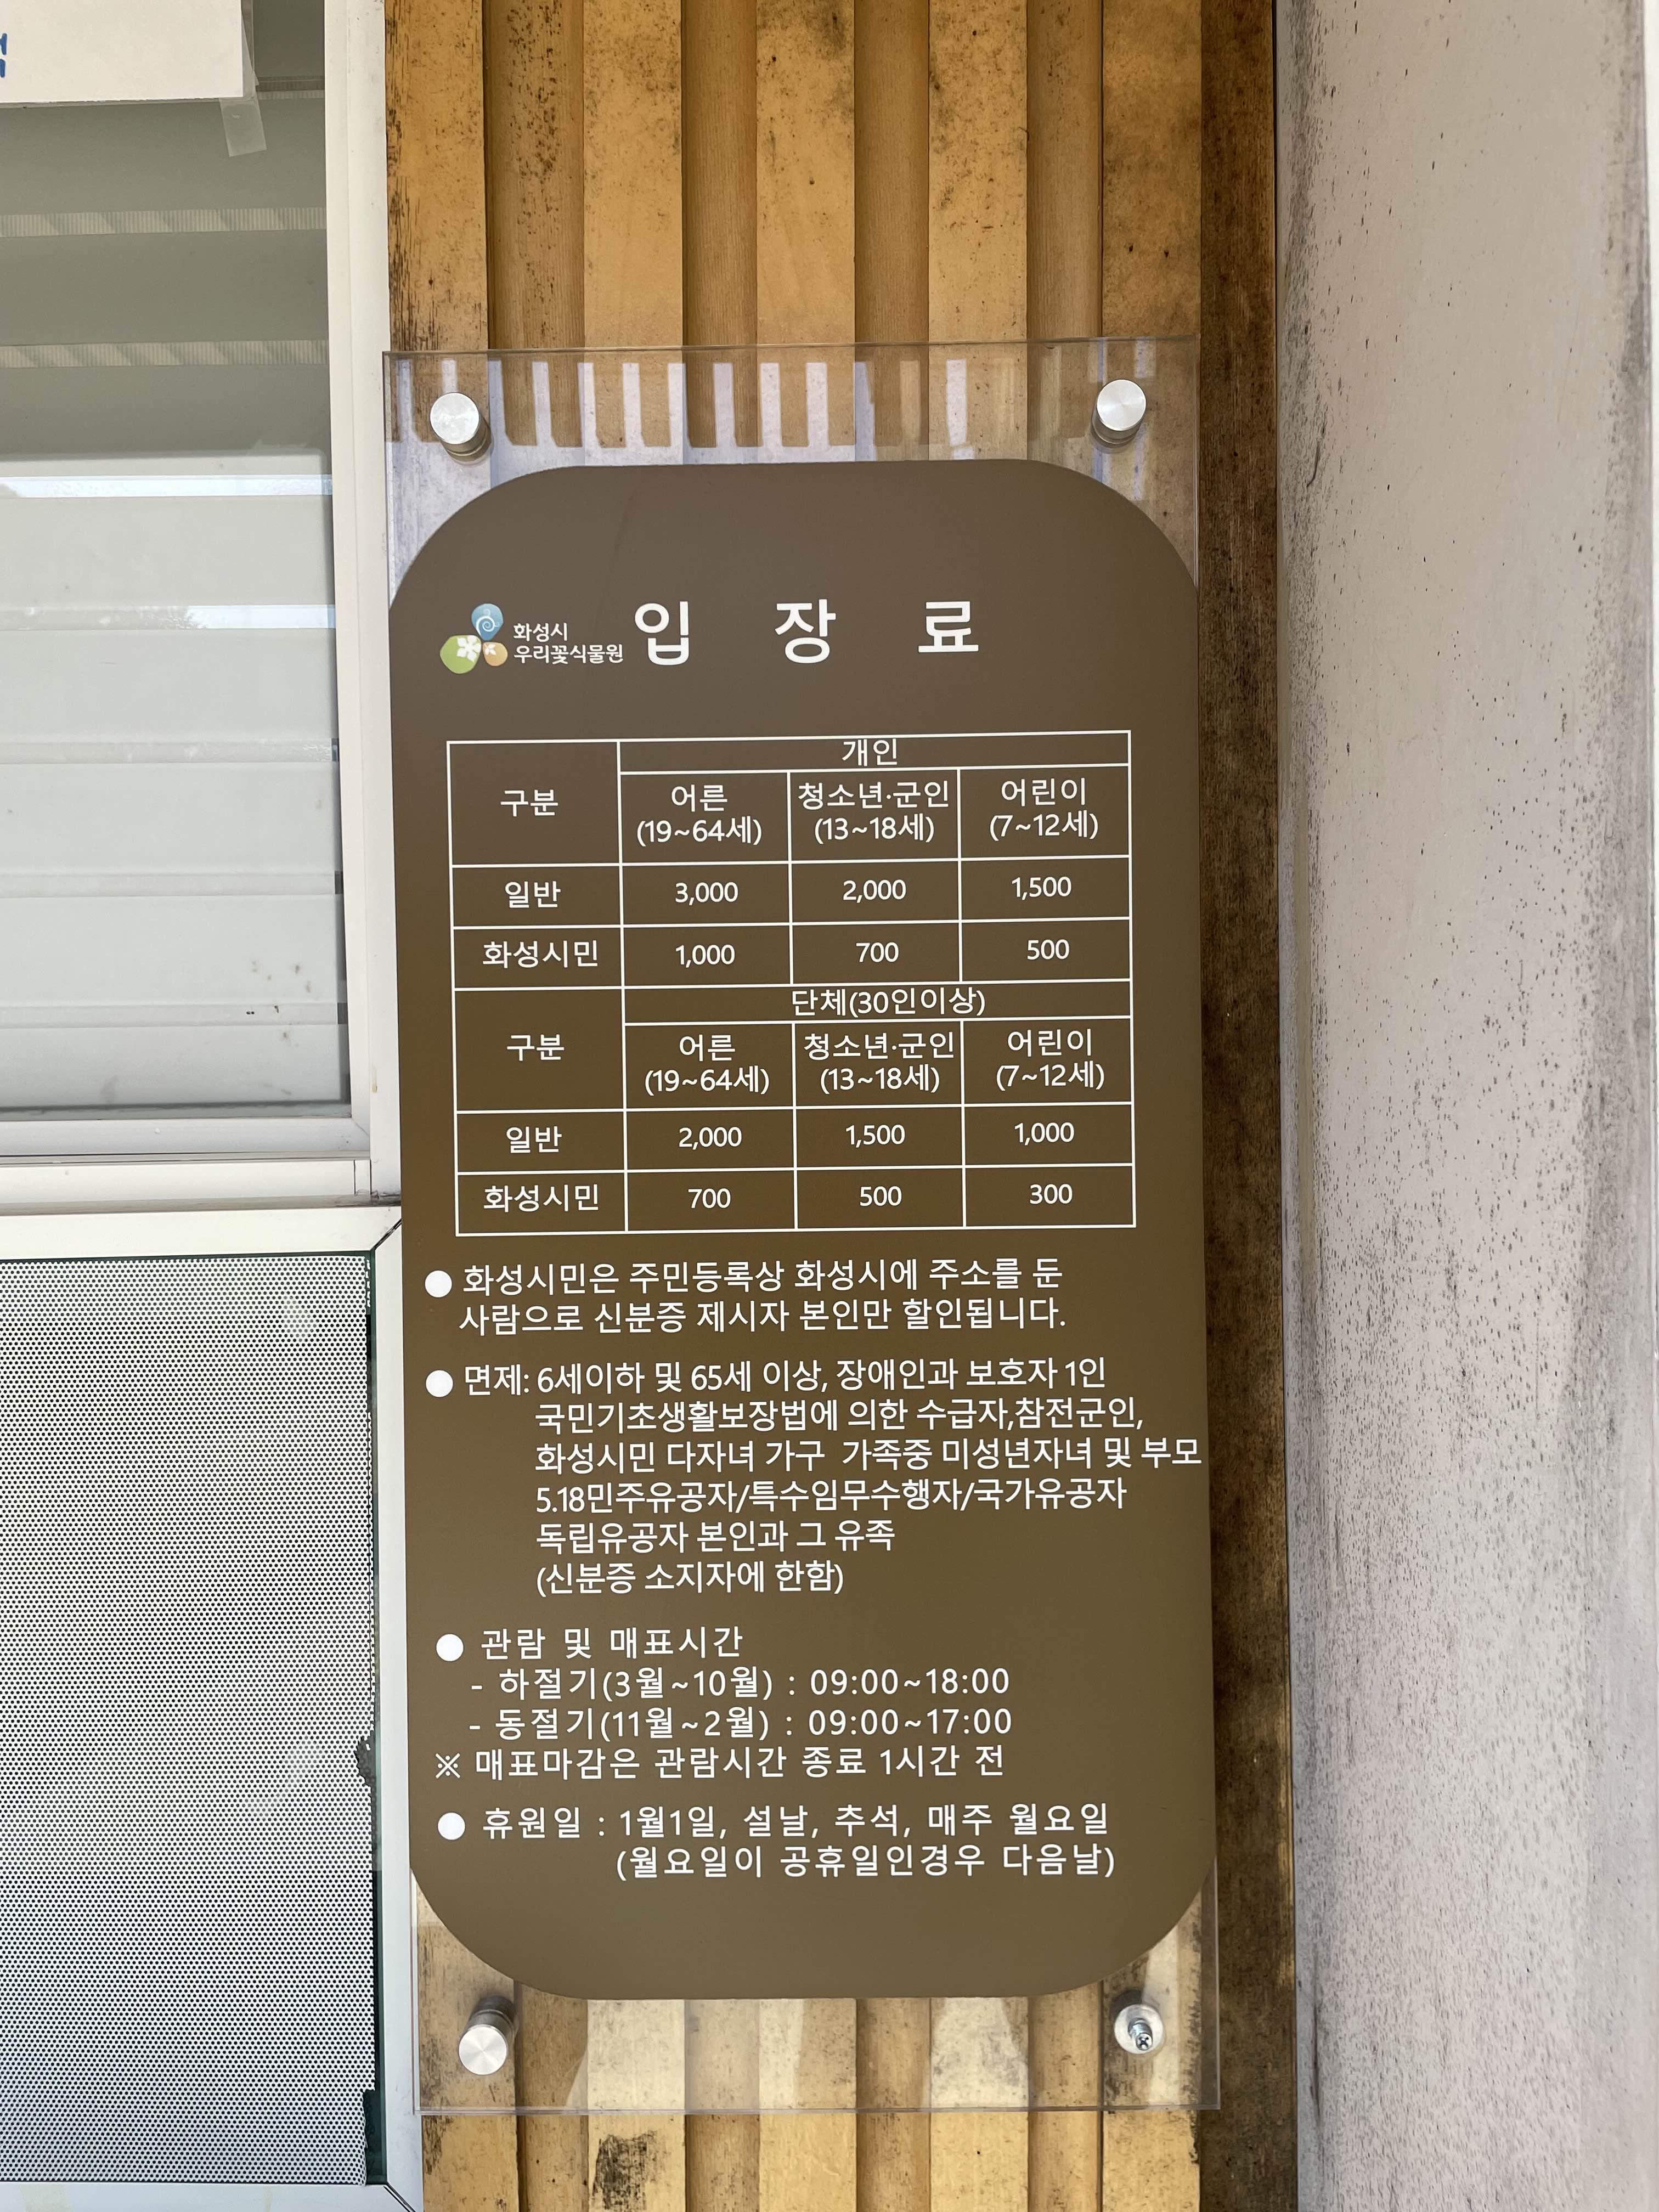 화성시
우리꽃식물원
입 장 료
구분 개인
어른 (19~64세) 청소년·군인 (13~18세) 어린이 (7~12세)
일반 3,000 2,000 1,500
화성시민 1,000 700 500
구분 단체(30인이상)
어른 (19~64세) 청소년·군인 (13~18세) 어린이 (7~12세)
일반 2,000 1,500 1,000
화성시민 700 500 300
● 화성시민은 주민등록상 화성시에 주소를 둔
사람으로 신분증 제시자 본인만 할인됩니다.
● 면제: 6세이하 및 65세 이상, 장애인과 보호자 1인
국민기초생활보장법에 의한 수급자,참전군인,
화성시민 다자녀 가구 가족중 미성년자녀 및 부모
5.18민주유공자/특수임무수행자/국가유공자
독립유공자 본인과 그 유족
(신분증 소지자에 한함)
● 관람 및 매표시간
- 하절기(3월~10월) : 09:00~18:00
- 동절기(11월~2월) : 09:00~17:00
※ 매표마감은 관람시간 종료 1시간 전
● 휴원일 : 1월1일, 설날, 추석, 매주 월요일
(월요일이 공휴일인경우 다음날)